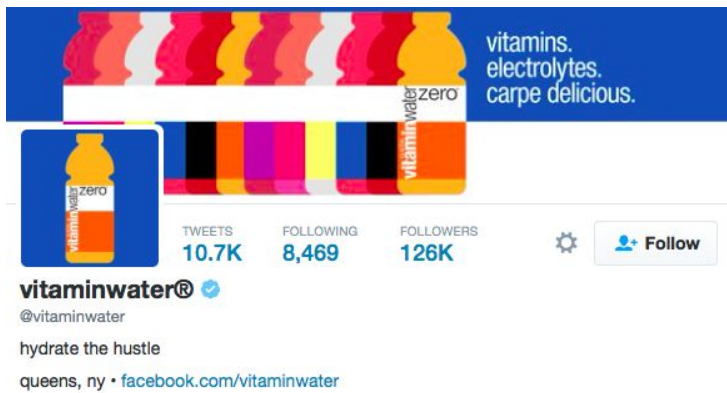 vitamins.
electrolytes.
carpe delicious.
vitaminwater
zero
vitaminwater
zero
TWEETS FOLLOWING FOLLOWERS
10.7K 8,469 126K
Follow
vitaminwater®
@vitaminwater
hydrate the hustle
queens, ny • facebook.com/vitaminwater